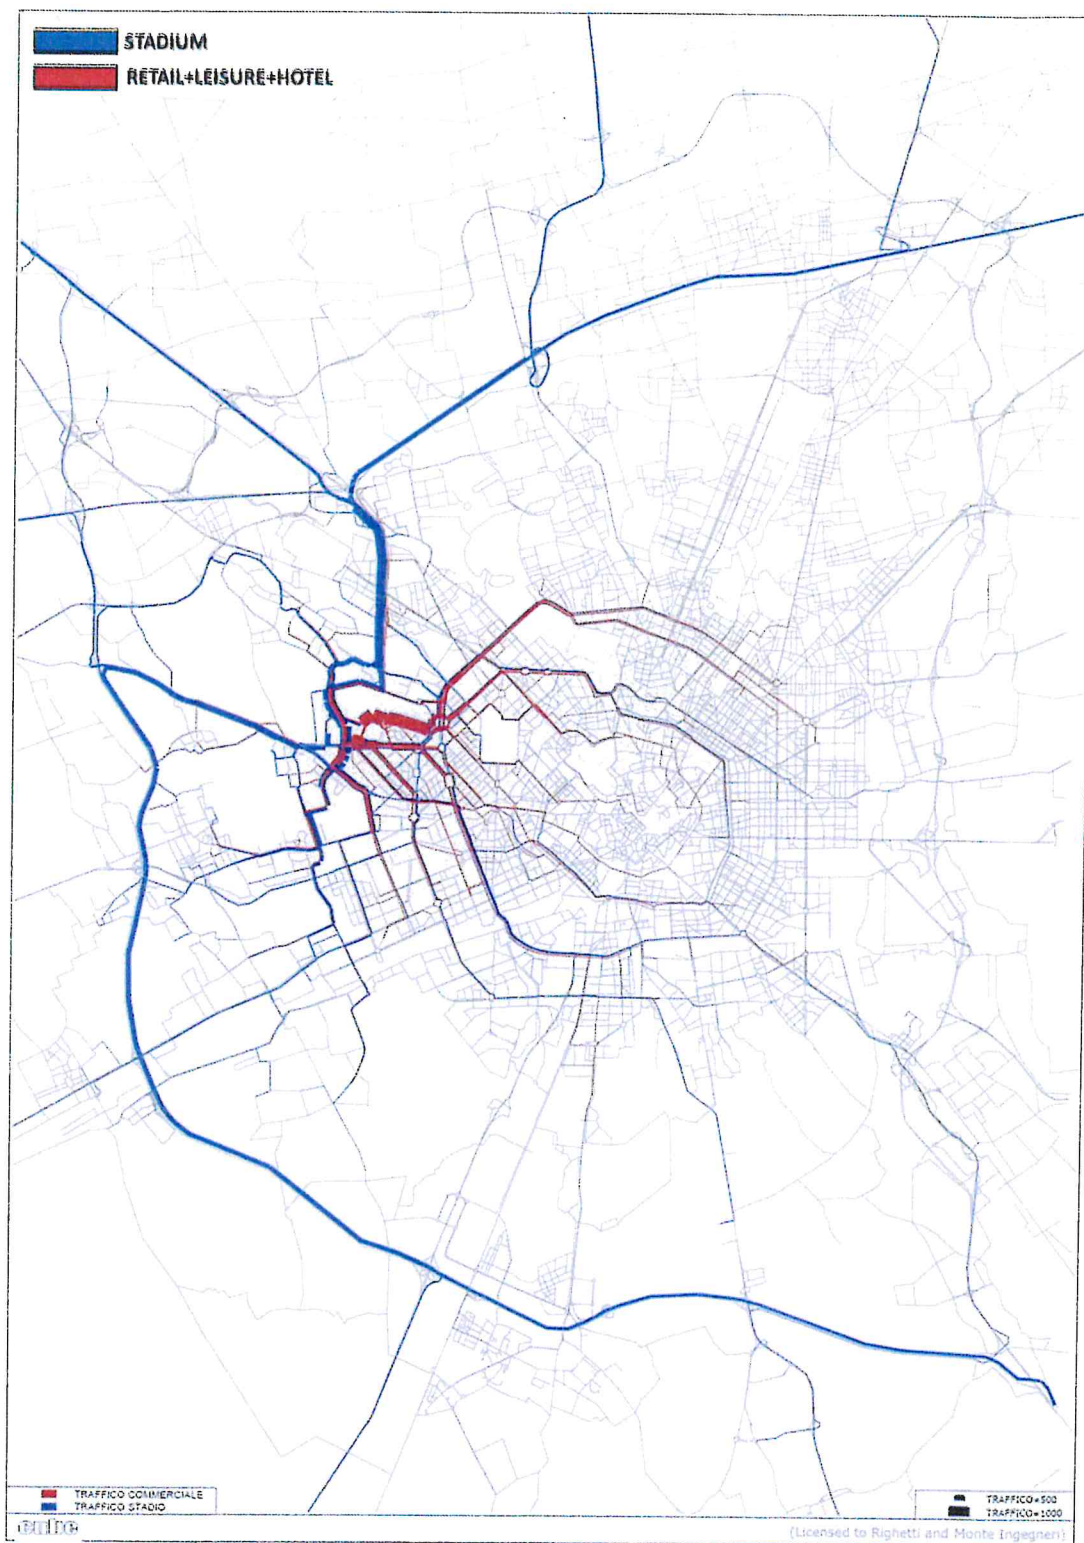 STADIUM
RETAIL+LEISURE+HOTEL
TRAFFICO COMMERCIALE
TRAFFICO STADIO
TRAFFICO=500
TRAFFICO=1000
(Licensed to Righetti and Monte Ingegneri)